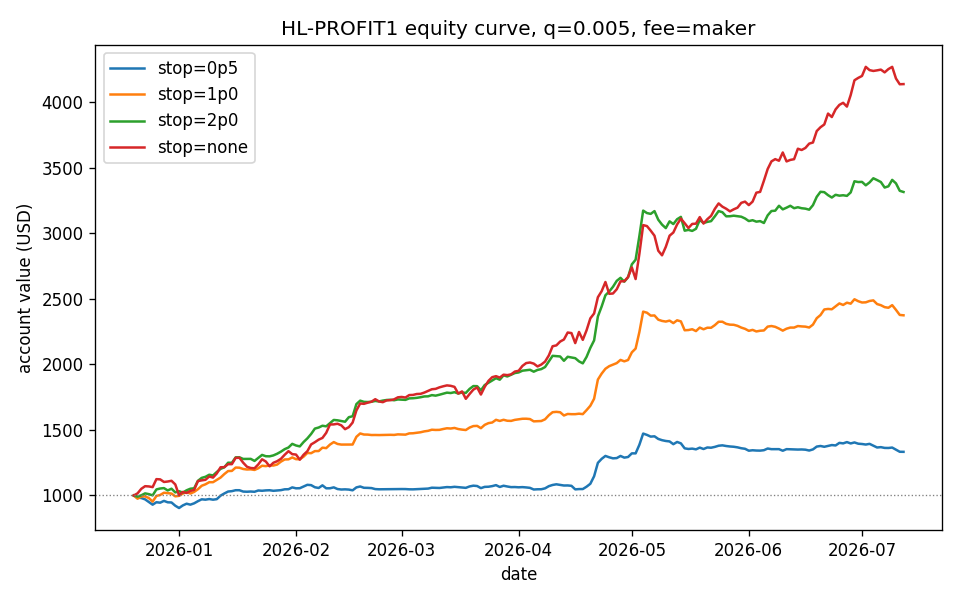 HL-PROFIT1 equity curve, q=0.005, fee=maker
stop=0p5
stop=1p0
stop=2p0
stop=none
account value (USD)
4000
3500
3000
2500
2000
1500
1000
2026-01
2026-02
2026-03
2026-04
2026-05
2026-06
2026-07
date